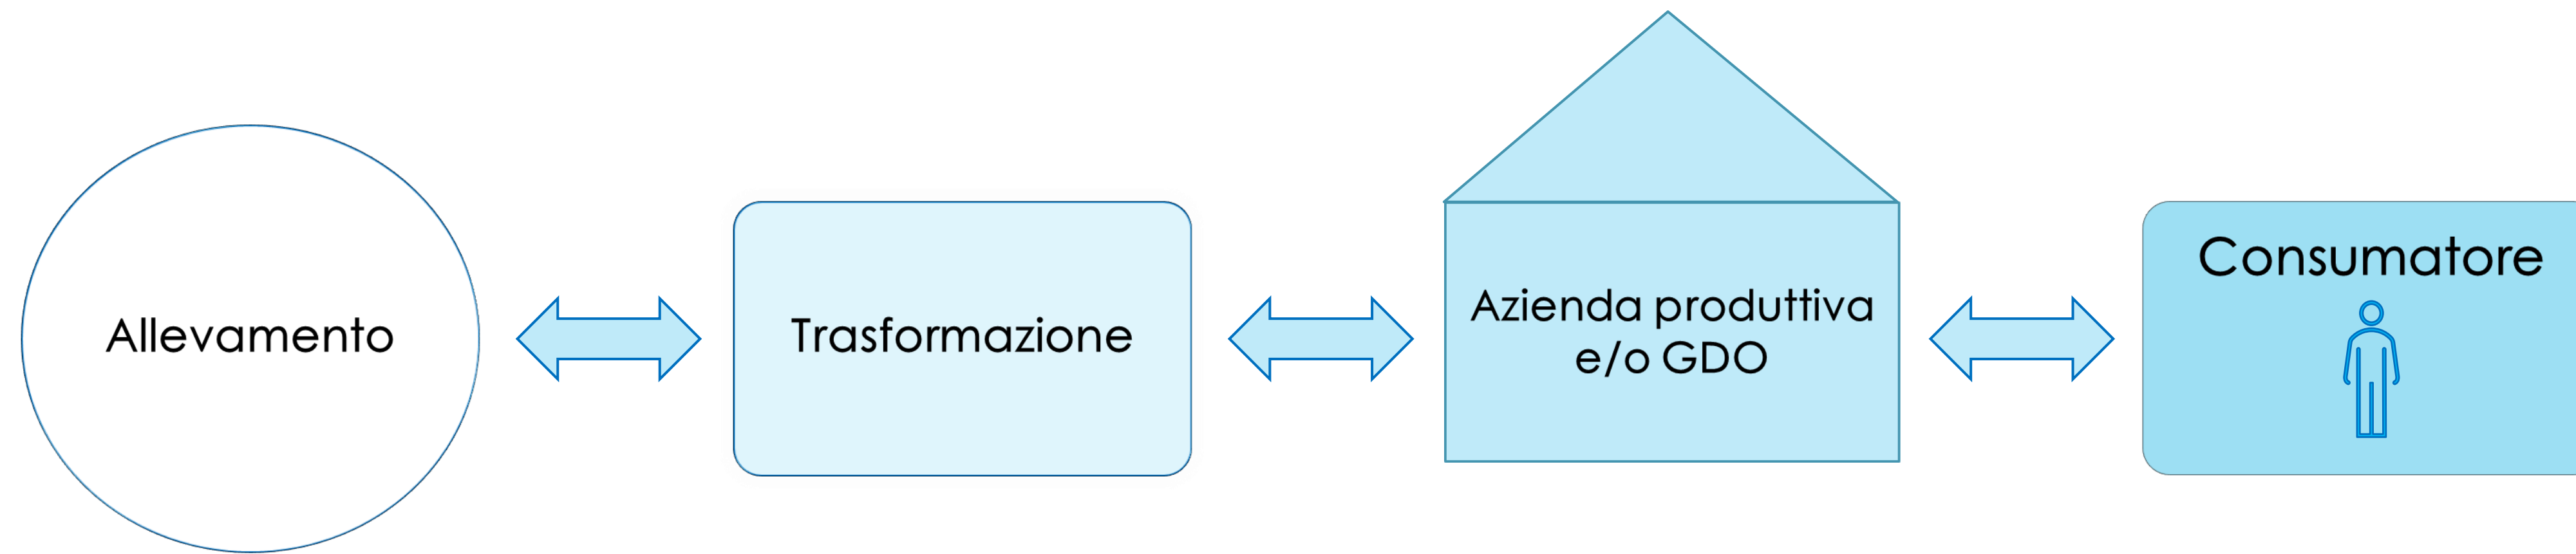 Allevamento
Trasformazione
Azienda produttiva
e/o GDO
Consumatore